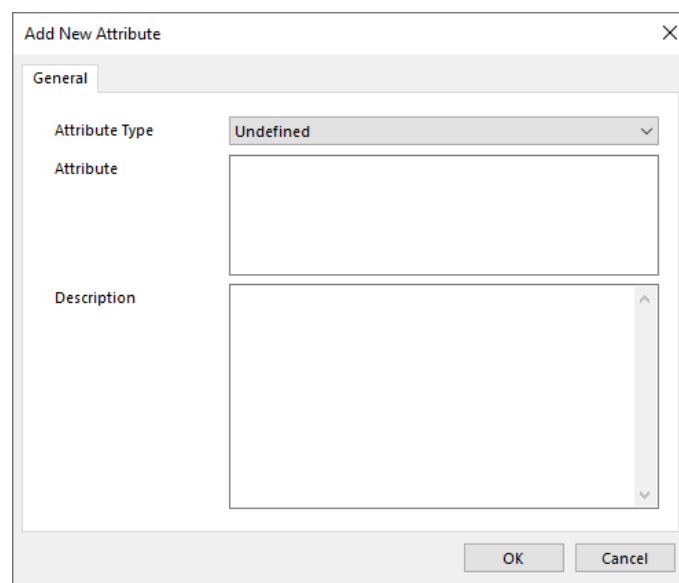 Add New Attribute
General
Attribute Type
Undefined
Attribute
Description
OK
Cancel